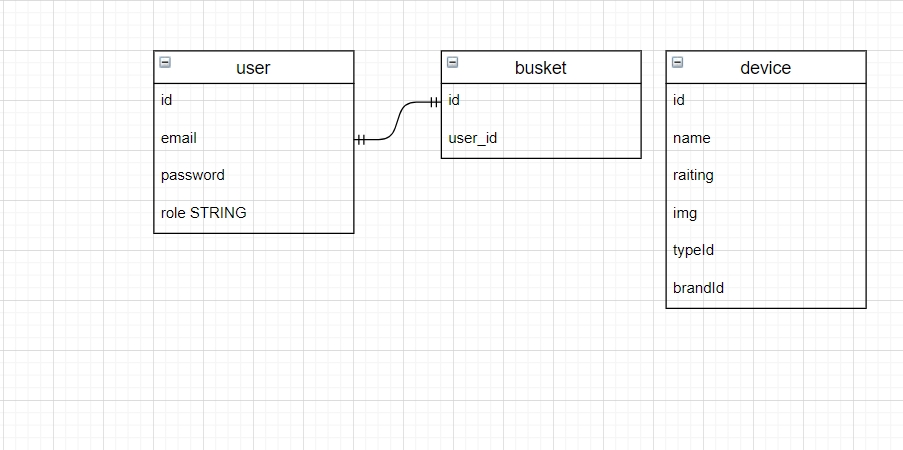 user
id
email
password
role STRING
busket
id
user_id
device
id
name
raiting
img
typeId
brandId